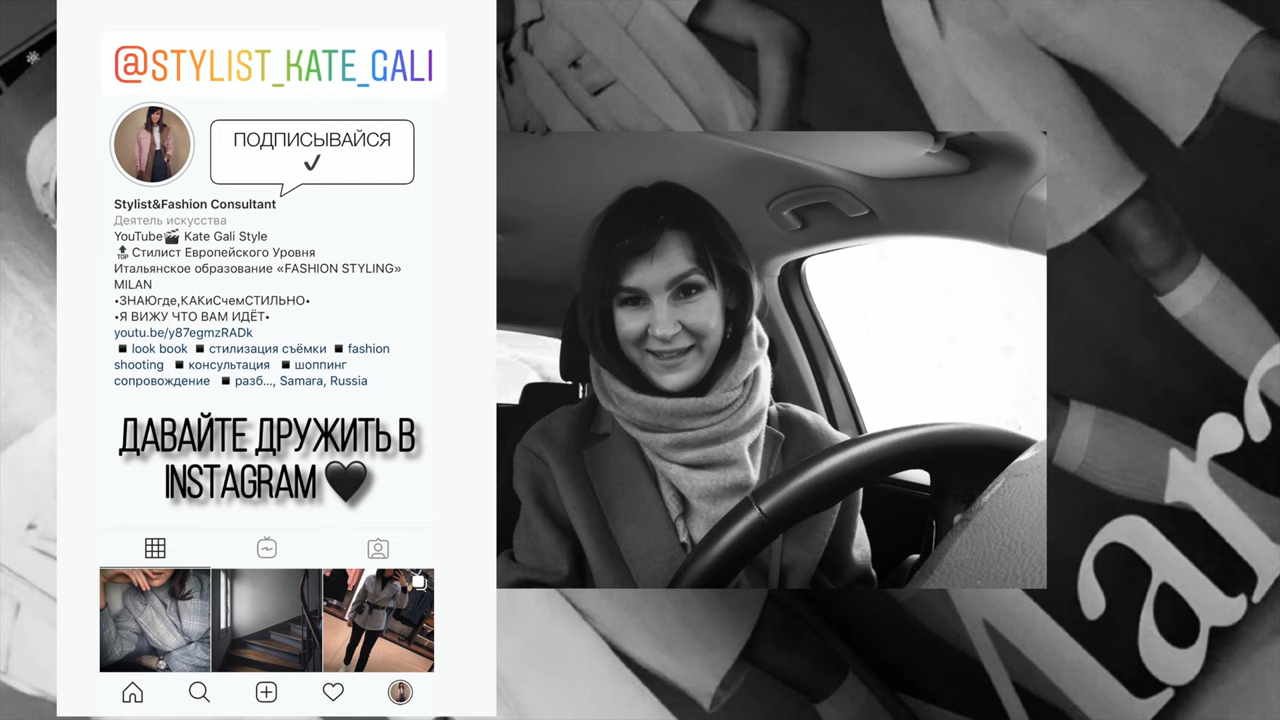 @STYLIST_KATE_GALI
ПОДПИСЫВАЙСЯ
✓
Stylist&Fashion Consultant
Деятель искусства
YouTube🎬 Kate Gali Style
🔝Стилист Европейского Уровня
Итальянское образование «FASHION STYLING»
MILAN
•ЗНАЮгде,КАКиСчемСТИЛЬНО•
•Я ВИЖУ ЧТО ВАМ ИДЁТ•
youtu.be/y87egmzRADk
◾look book ◾стилизация съёмки ◾fashion
shooting ◾консультация ◾шоппинг
сопровождение ◾разб..., Samara, Russia
ДАВАЙТЕ ДРУЖИТЬ В
INSTAGRAM🖤